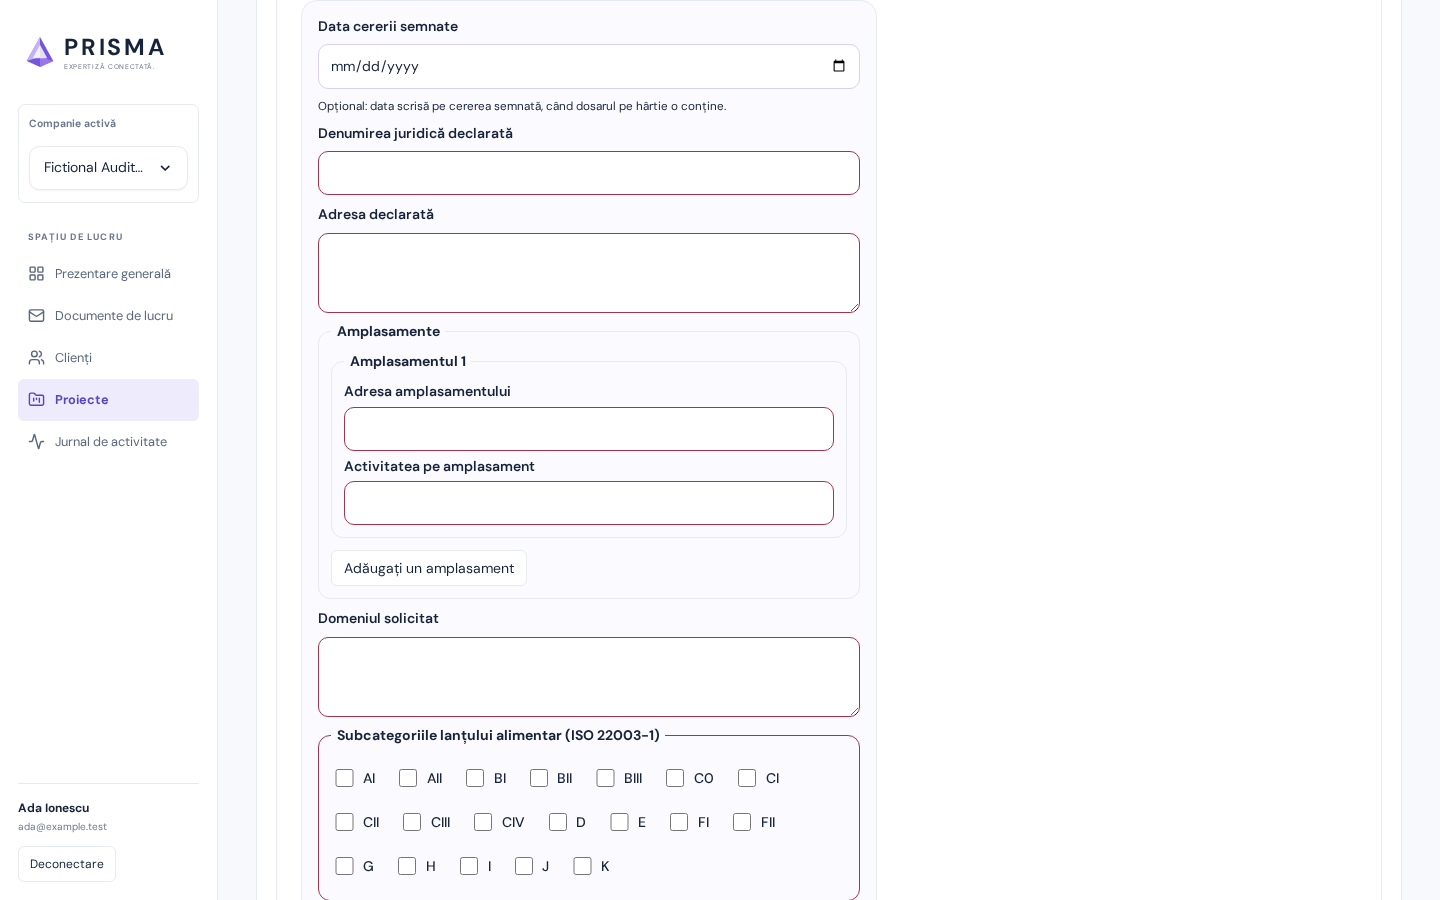 PRISMA
EXPERTIZĂ CONECTATĂ.
Companie activă
Fictional Audit...
SPAȚIU DE LUCRU
Prezentare generală
Documente de lucru
Clienți
Proiecte
Jurnal de activitate
Ada Ionescu
ada@example.test
Deconectare
Data cererii semnate
mm/dd/yyyy
Opțional: data scrisă pe cererea semnată, când dosarul pe hârtie o conține.
Denumirea juridică declarată
Adresa declarată
Amplasamente
Amplasamentul 1
Adresa amplasamentului
Activitatea pe amplasament
Adăugați un amplasament
Domeniul solicitat
Subcategoriile lanțului alimentar (ISO 22003-1)
AI AII BI BII BIII C0 CI
CII CIII CIV D E FI FII
G H I J K